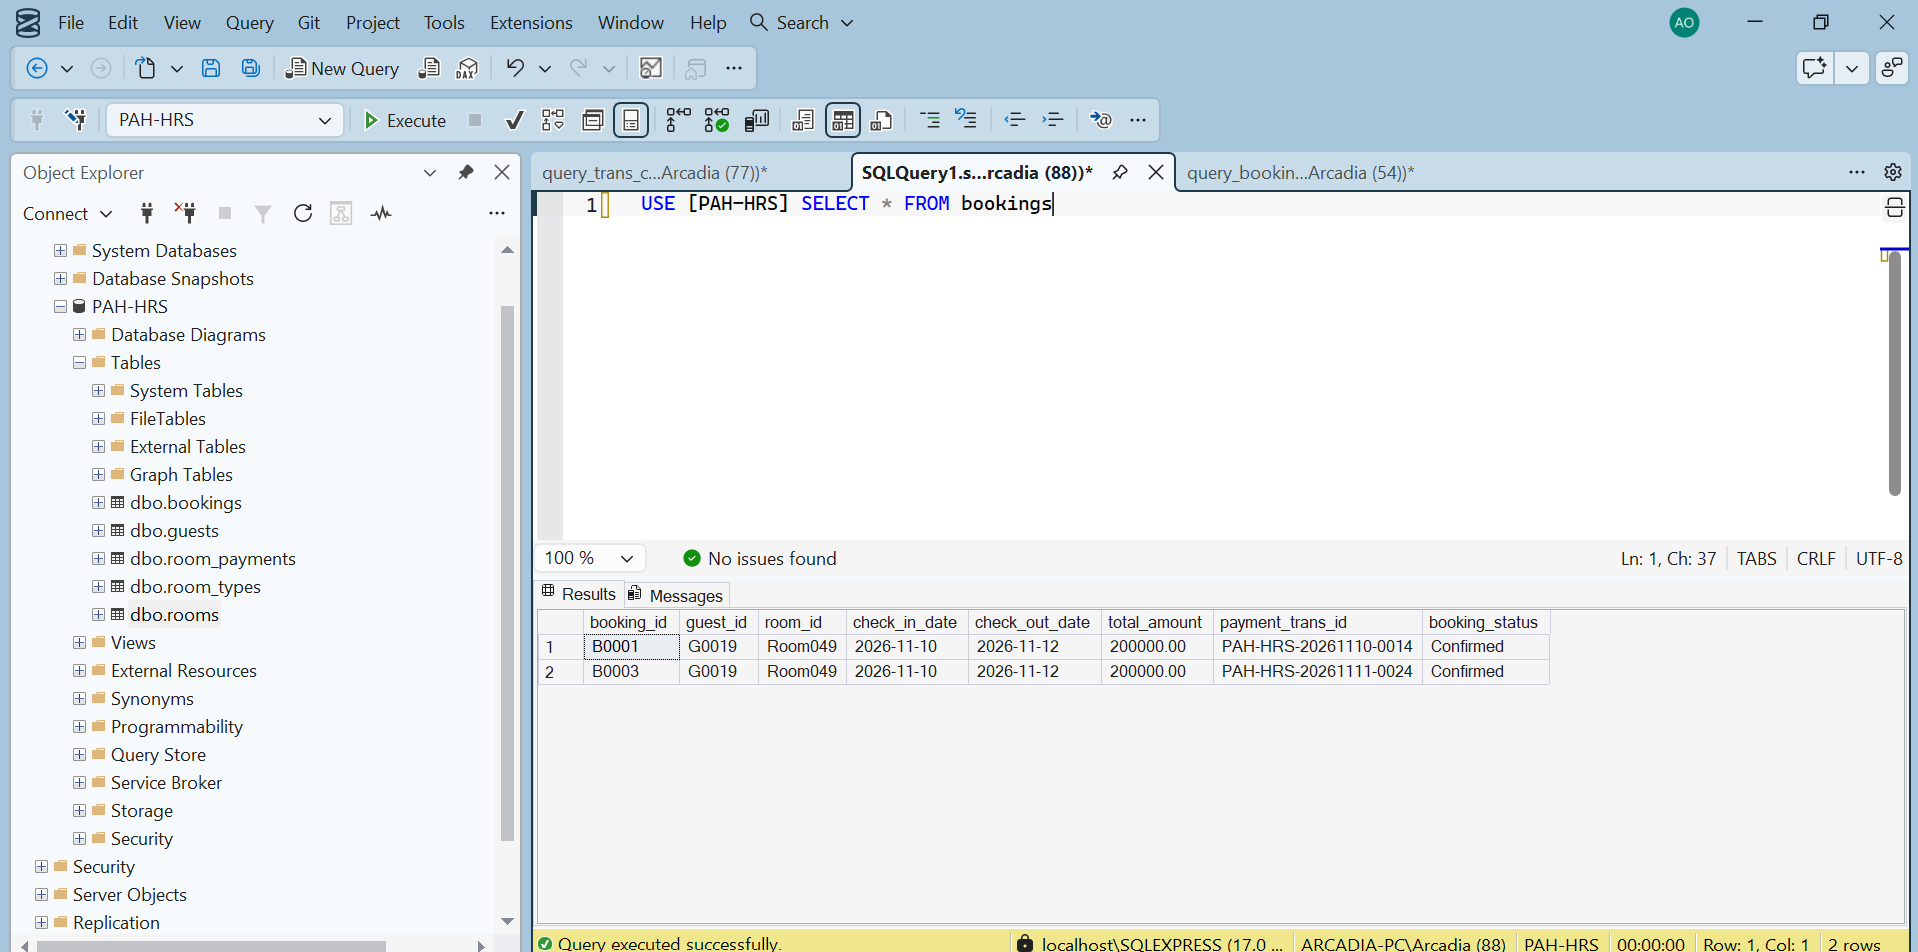 File Edit View Query Git Project Tools Extensions Window Help Search AO
New Query DAX
PAH-HRS Execute
Object Explorer
Connect
System Databases
Database Snapshots
PAH-HRS
Database Diagrams
Tables
System Tables
FileTables
External Tables
Graph Tables
dbo.bookings
dbo.guests
dbo.room_payments
dbo.room_types
dbo.rooms
Views
External Resources
Synonyms
Programmability
Query Store
Service Broker
Storage
Security
Security
Server Objects
Replication
query_trans_c...Arcadia (77))* SQLQuery1.s...rcadia (88))* query_bookin...Arcadia (54))*
1 USE [PAH-HRS] SELECT * FROM bookings
100 % No issues found Ln: 1, Ch: 37 TABS CRLF UTF-8
Results Messages
booking_id guest_id room_id check_in_date check_out_date total_amount payment_trans_id booking_status
1 B0001 G0019 Room049 2026-11-10 2026-11-12 200000.00 PAH-HRS-20261110-0014 Confirmed
2 B0003 G0019 Room049 2026-11-10 2026-11-12 200000.00 PAH-HRS-20261111-0024 Confirmed
Query executed successfully. localhost\SQLEXPRESS (17.0 ... ARCADIA-PC\Arcadia (88) PAH-HRS 00:00:00 Row: 1, Col: 1 2 rows